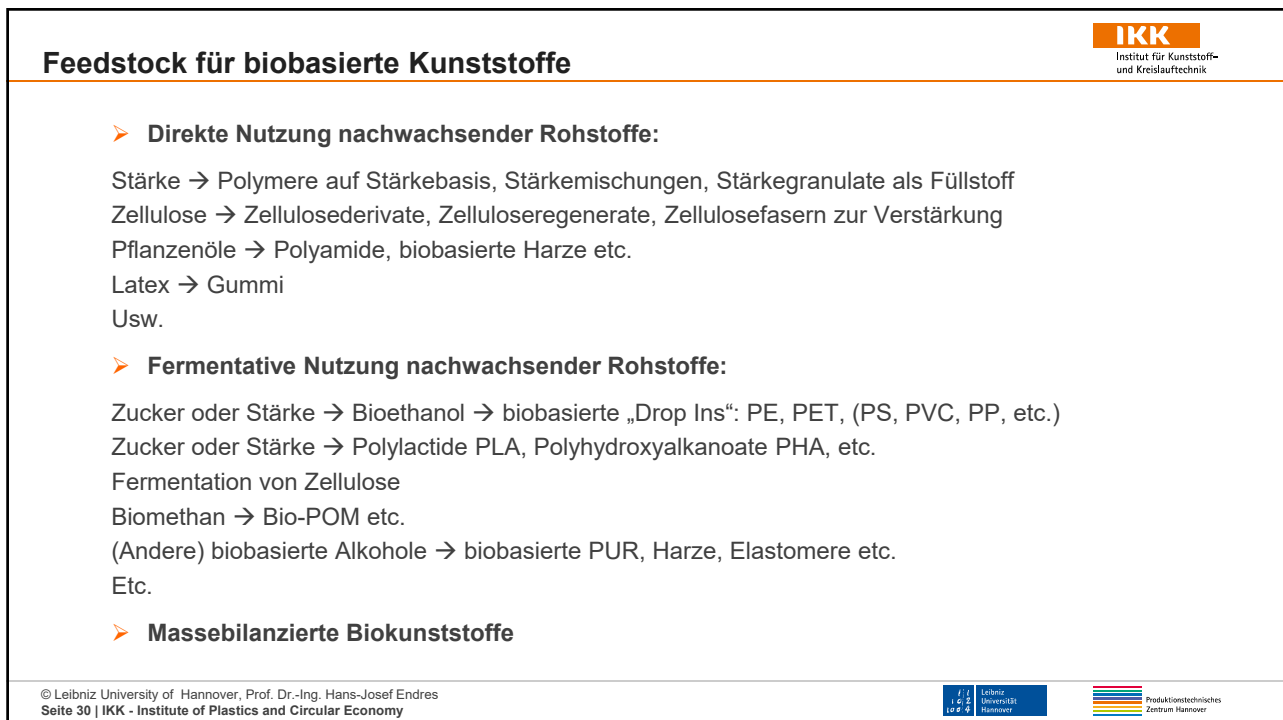 Feedstock für biobasierte Kunststoffe
IKK
Institut für Kunststoff-
und Kreislauftechnik
➢ Direkte Nutzung nachwachsender Rohstoffe:
Stärke → Polymere auf Stärkebasis, Stärkemischungen, Stärkegranulate als Füllstoff
Zellulose → Zellulosederivate, Zelluloseregenerate, Zellulosefasern zur Verstärkung
Pflanzenöle → Polyamide, biobasierte Harze etc.
Latex → Gummi
Usw.
➢ Fermentative Nutzung nachwachsender Rohstoffe:
Zucker oder Stärke → Bioethanol → biobasierte „Drop Ins“: PE, PET, (PS, PVC, PP, etc.)
Zucker oder Stärke → Polylactide PLA, Polyhydroxyalkanoate PHA, etc.
Fermentation von Zellulose
Biomethan → Bio-POM etc.
(Andere) biobasierte Alkohole → biobasierte PUR, Harze, Elastomere etc.
Etc.
➢ Massebilanzierte Biokunststoffe
© Leibniz University of Hannover, Prof. Dr.-Ing. Hans-Josef Endres
Seite 30 | IKK - Institute of Plastics and Circular Economy
Leibniz
Universität
Hannover
Produktionstechnisches
Zentrum Hannover